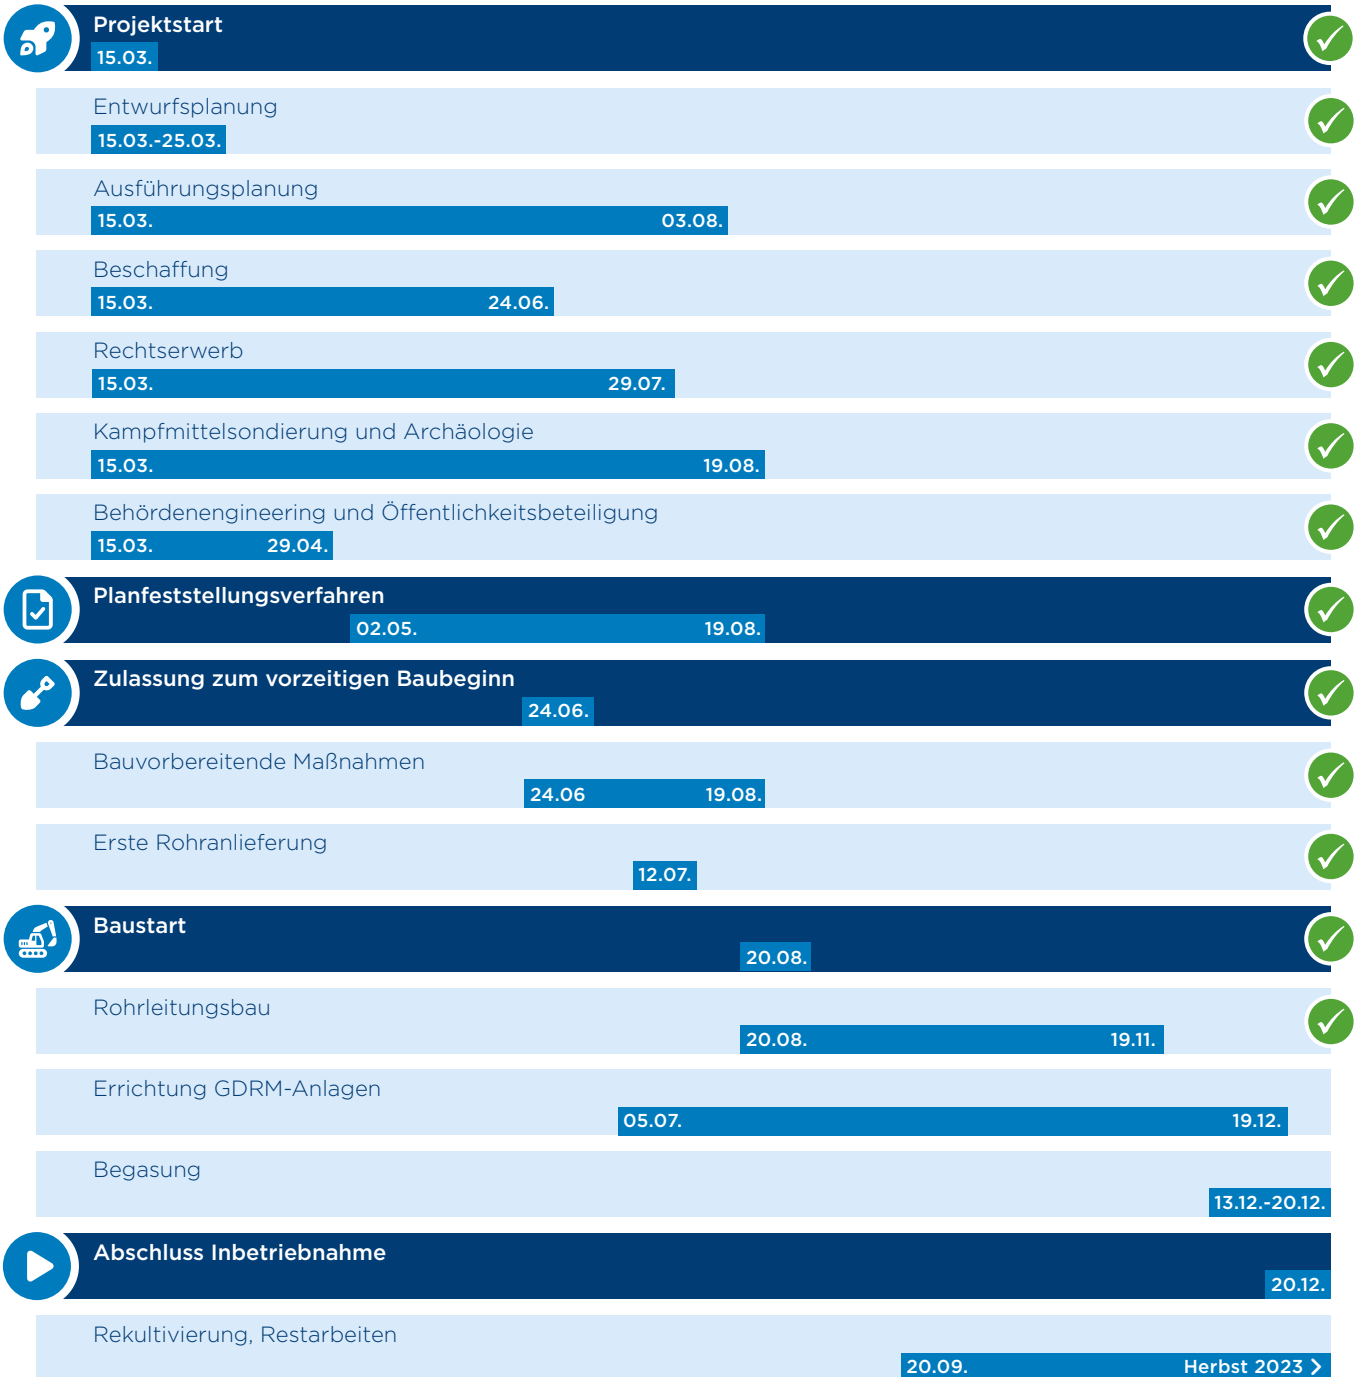 Projektstart
15.03.
Entwurfsplanung
15.03.-25.03.
Ausführungsplanung
15.03. 03.08.
Beschaffung
15.03. 24.06.
Rechtserwerb
15.03. 29.07.
Kampfmittelsondierung und Archäologie
15.03. 19.08.
Behördenengineering und Öffentlichkeitsbeteiligung
15.03. 29.04.
Planfeststellungsverfahren
02.05. 19.08.
Zulassung zum vorzeitigen Baubeginn
24.06.
Bauvorbereitende Maßnahmen
24.06 19.08.
Erste Rohranlieferung
12.07.
Baustart
20.08.
Rohrleitungsbau
20.08. 19.11.
Errichtung GDRM-Anlagen
05.07. 19.12.
Begasung
13.12.-20.12.
Abschluss Inbetriebnahme
20.12.
Rekultivierung, Restarbeiten
20.09. Herbst 2023